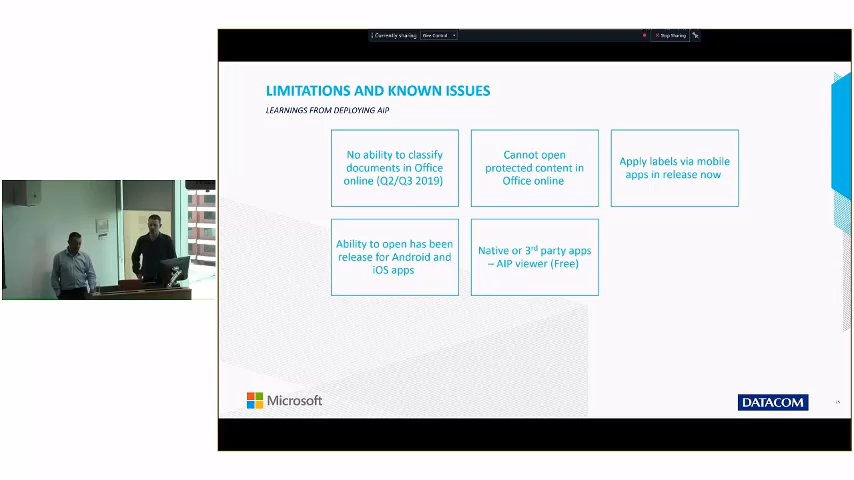 Currently sharing Give Control Stop Sharing
LIMITATIONS AND KNOWN ISSUES
LEARNINGS FROM DEPLOYING AIP
No ability to classify
documents in Office
online (Q2/Q3 2019)
Cannot open
protected content in
Office online
Apply labels via mobile
apps in release now
Ability to open has been
release for Android and
iOS apps
Native or 3rd party apps
– AIP viewer (Free)
Microsoft
DATACOM